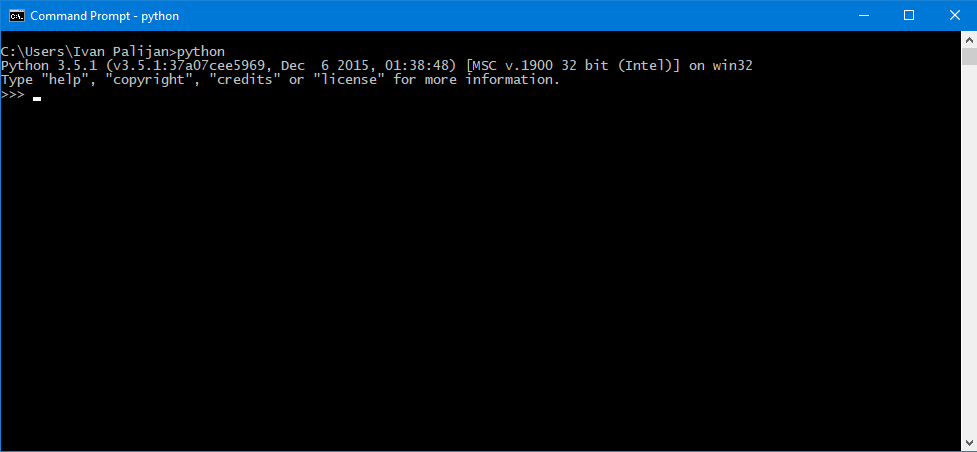 Command Prompt - python
C:\Users\Ivan Palijan>python
Python 3.5.1 (v3.5.1:37a07cee5969, Dec  6 2015, 01:38:48) [MSC v.1900 32 bit (Intel)] on win32
Type "help", "copyright", "credits" or "license" for more information.
>>>